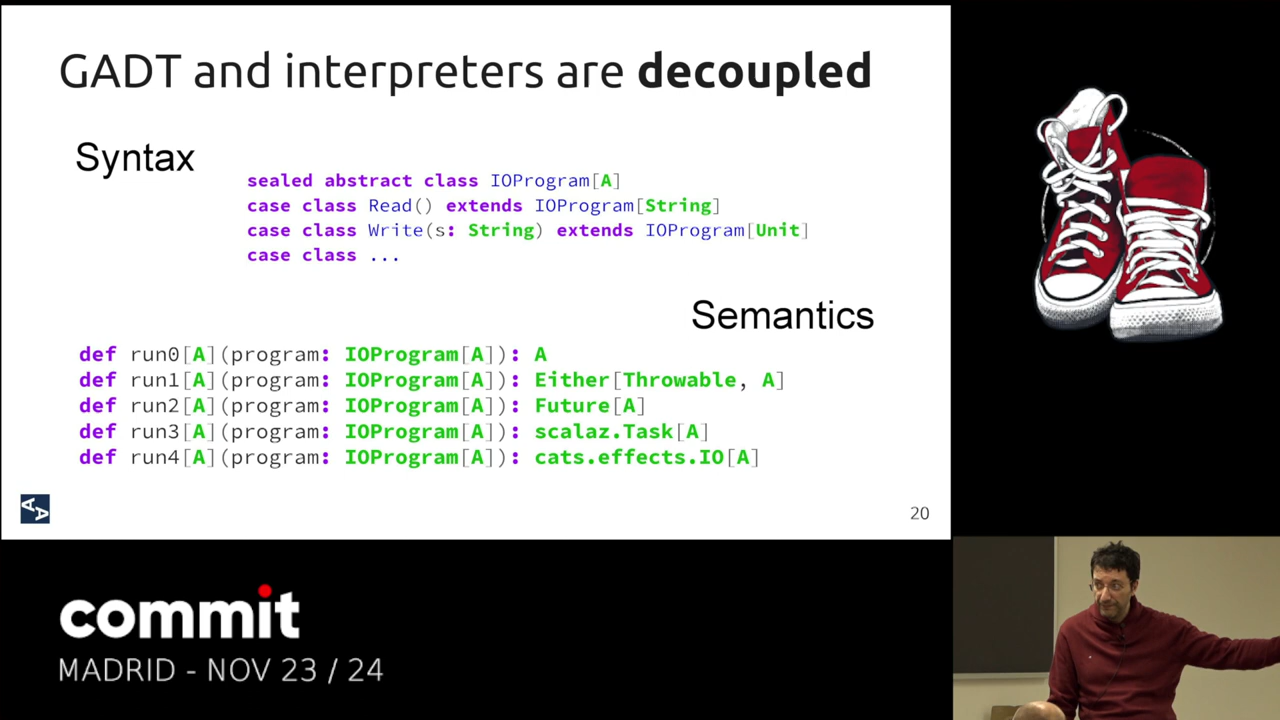 GADT and interpreters are decoupled
Syntax
sealed abstract class IOProgram[A]
case class Read() extends IOProgram[String]
case class Write(s: String) extends IOProgram[Unit]
case class ...
Semantics
def run0[A](program: IOProgram[A]): A
def run1[A](program: IOProgram[A]): Either[Throwable, A]
def run2[A](program: IOProgram[A]): Future[A]
def run3[A](program: IOProgram[A]): scalaz.Task[A]
def run4[A](program: IOProgram[A]): cats.effects.IO[A]
AA
20
commit
MADRID - NOV 23 / 24